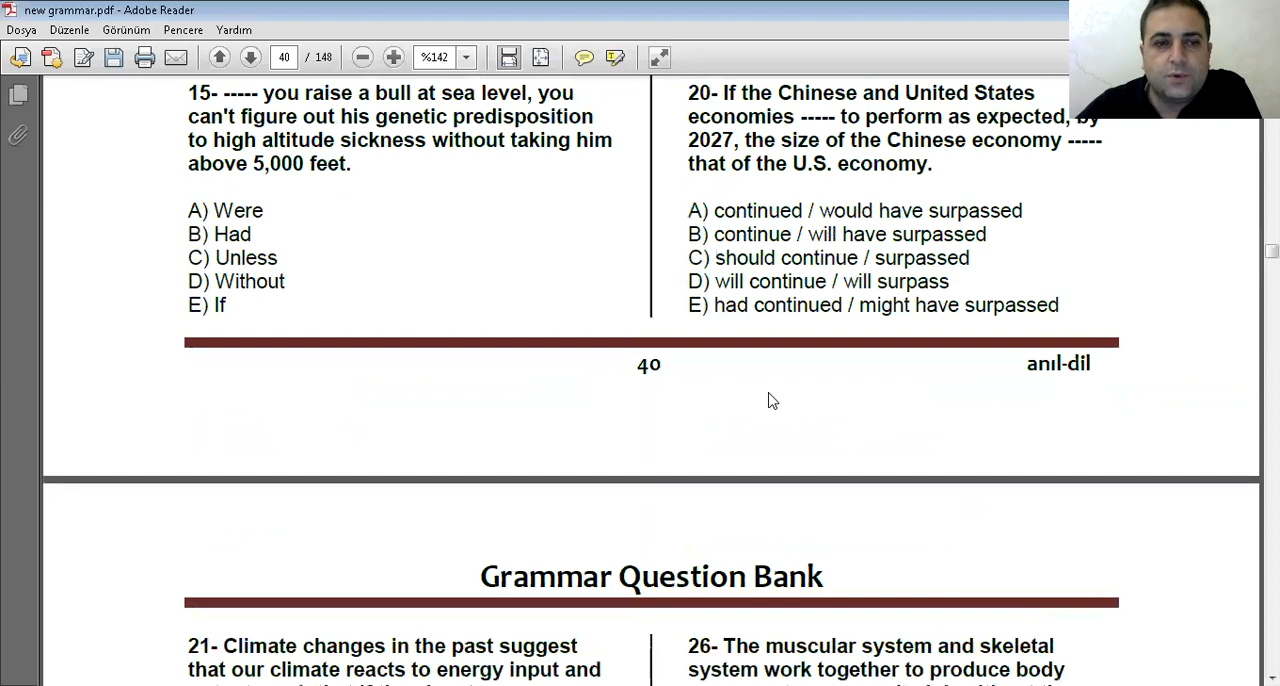 new grammar.pdf - Adobe Reader
Dosya Düzenle Görünüm Pencere Yardım
40 / 148 %142
15- ----- you raise a bull at sea level, you
can't figure out his genetic predisposition
to high altitude sickness without taking him
above 5,000 feet.
A) Were
B) Had
C) Unless
D) Without
E) If
20- If the Chinese and United States
economies ----- to perform as expected, by
2027, the size of the Chinese economy -----
that of the U.S. economy.
A) continued / would have surpassed
B) continue / will have surpassed
C) should continue / surpassed
D) will continue / will surpass
E) had continued / might have surpassed
40 anıl-dil
Grammar Question Bank
21- Climate changes in the past suggest
that our climate reacts to energy input and
26- The muscular system and skeletal
system work together to produce body